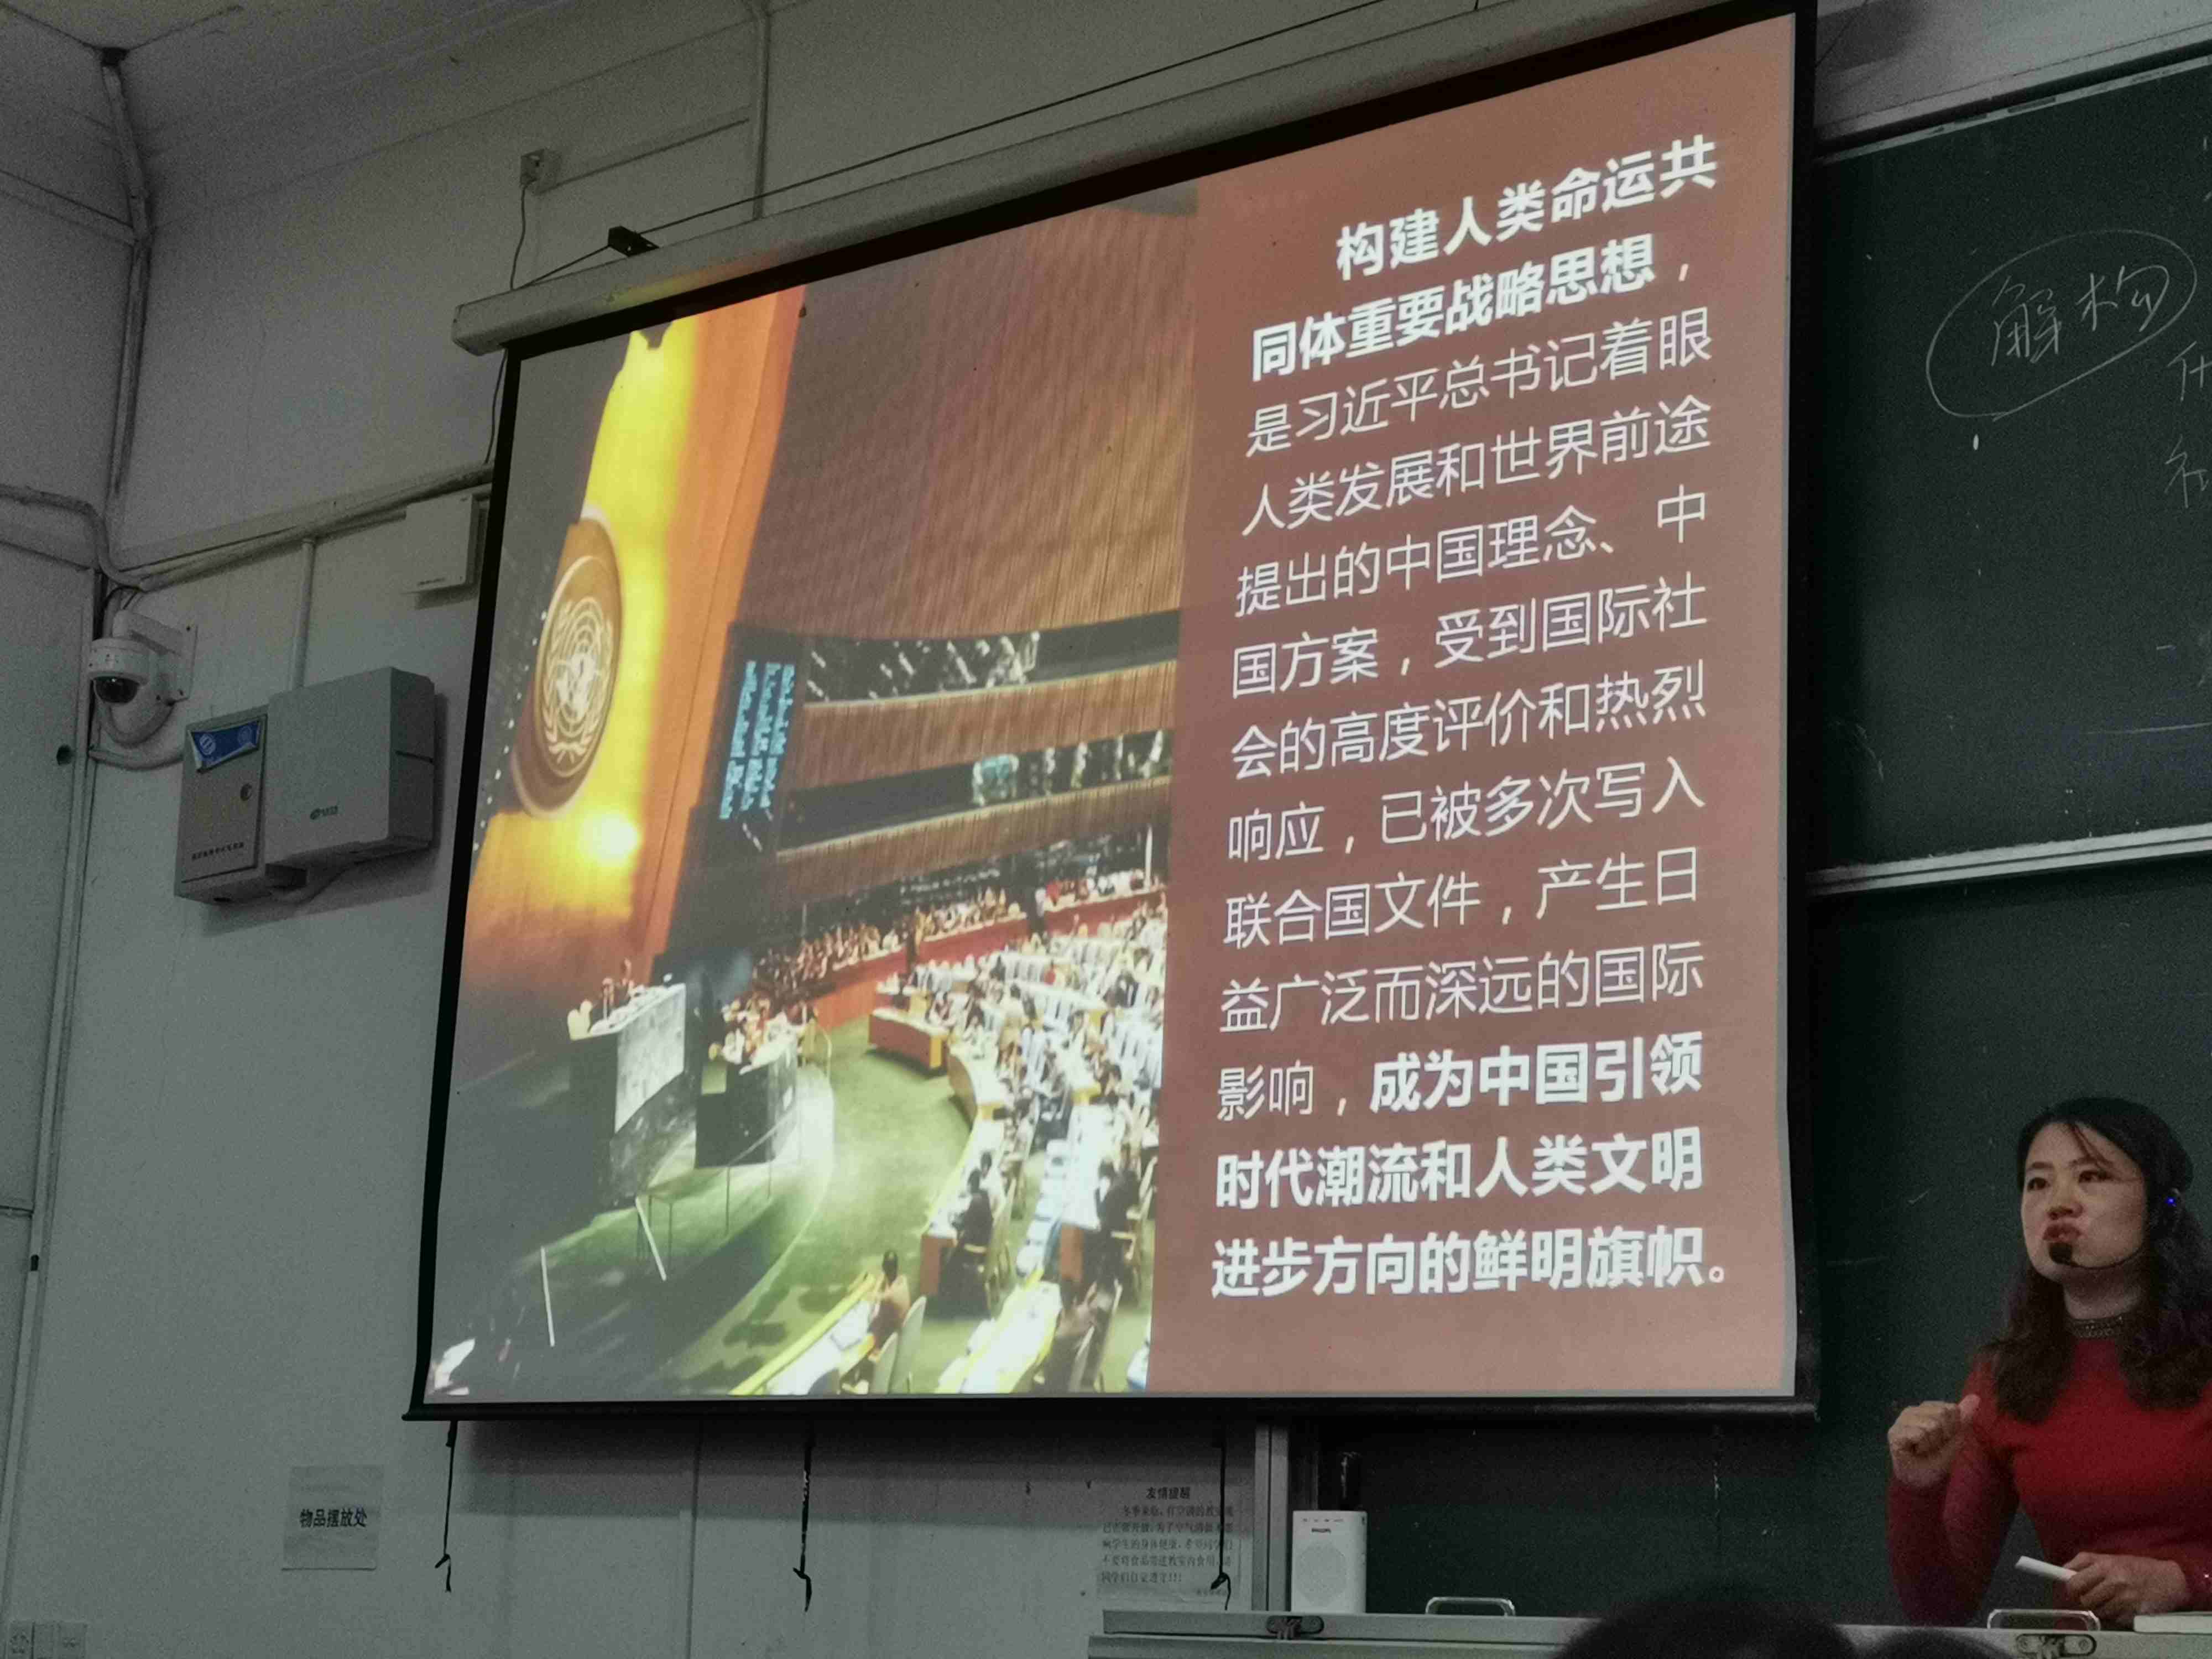 构建人类命运共
同体重要战略思想，
是习近平总书记着眼
人类发展和世界前途
提出的中国理念、中
国方案，受到国际社
会的高度评价和热烈
响应，已被多次写入
联合国文件，产生日
益广泛而深远的国际
影响，成为中国引领
时代潮流和人类文明
进步方向的鲜明旗帜。
解构
物品摆放处
友情提醒
PHILIPS